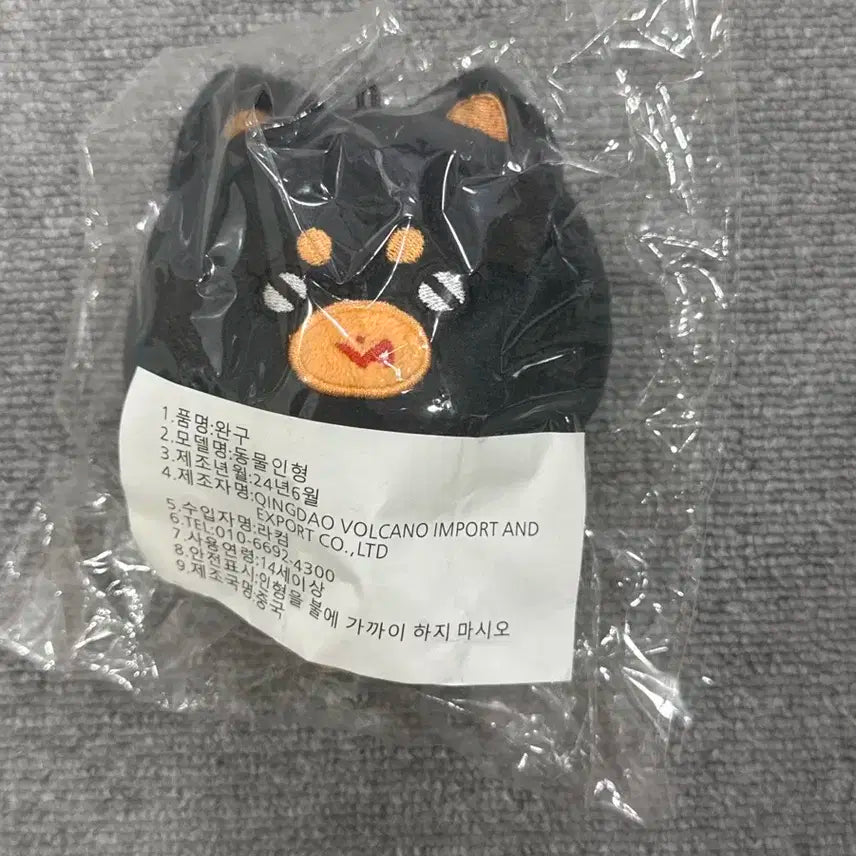 1.품명:완구
2.모델명:동물인형
3.제조년월:24년6월
4.제조자명:QINGDAO VOLCANO IMPORT AND
EXPORT CO.,LTD
5.수입자명:라컴
6.TEL:010-6692-4300
7.사용연령:14세이상
8.안전표시:인형을 불에 가까이 하지 마시오
9.제조국명:중국